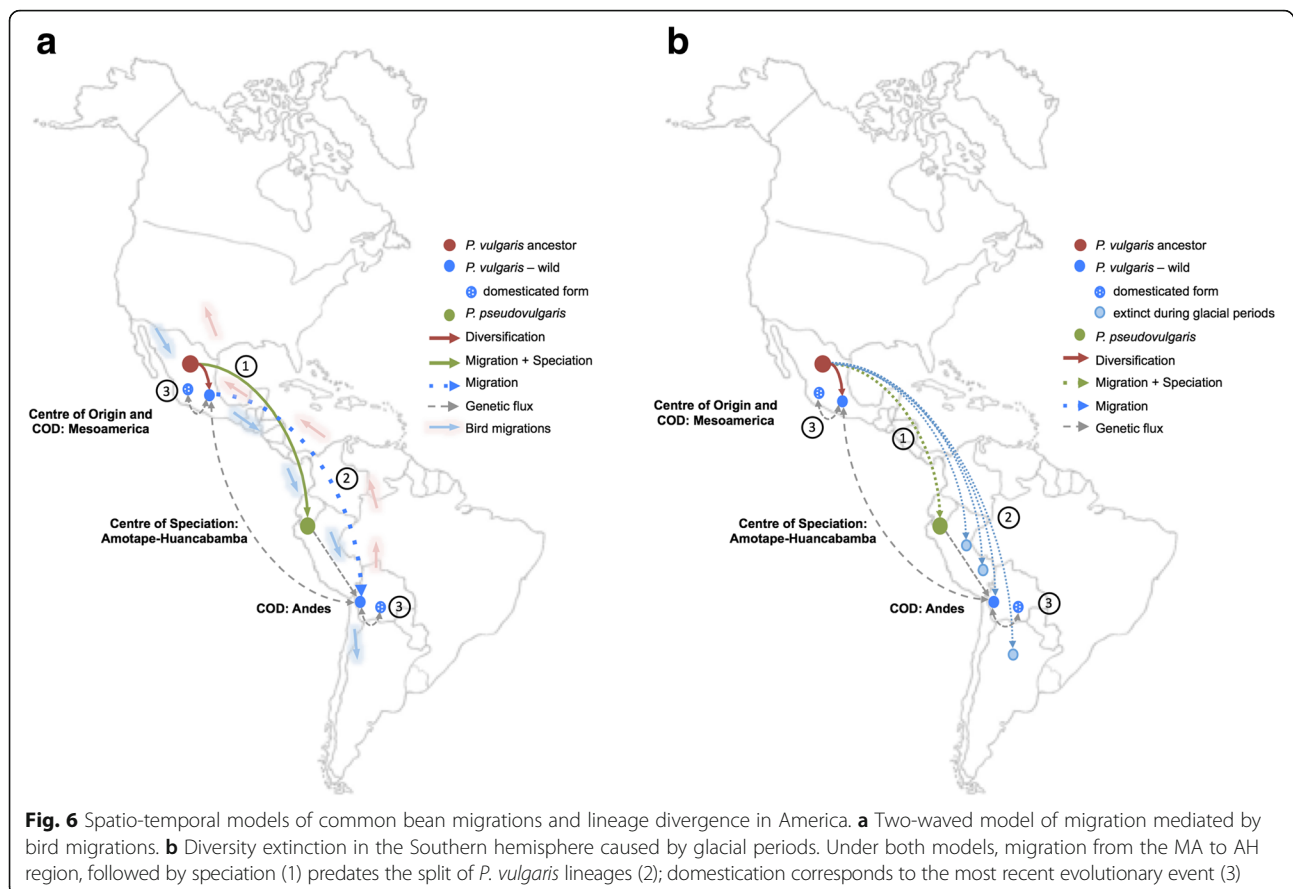 a
P. vulgaris ancestor
P. vulgaris – wild
domesticated form
P. pseudovulgaris
Diversification
Migration + Speciation
Migration
Genetic flux
Bird migrations
1
3
2
3
Centre of Origin and
COD: Mesoamerica
Centre of Speciation:
Amotape-Huancabamba
COD: Andes
b
P. vulgaris ancestor
P. vulgaris – wild
domesticated form
extinct during glacial periods
P. pseudovulgaris
Diversification
Migration + Speciation
Migration
Genetic flux
Centre of Origin and
COD: Mesoamerica
3
1
2
Centre of Speciation:
Amotape-Huancabamba
COD: Andes
3
Fig. 6 Spatio-temporal models of common bean migrations and lineage divergence in America. a Two-waved model of migration mediated by
bird migrations. b Diversity extinction in the Southern hemisphere caused by glacial periods. Under both models, migration from the MA to AH
region, followed by speciation (1) predates the split of P. vulgaris lineages (2); domestication corresponds to the most recent evolutionary event (3)